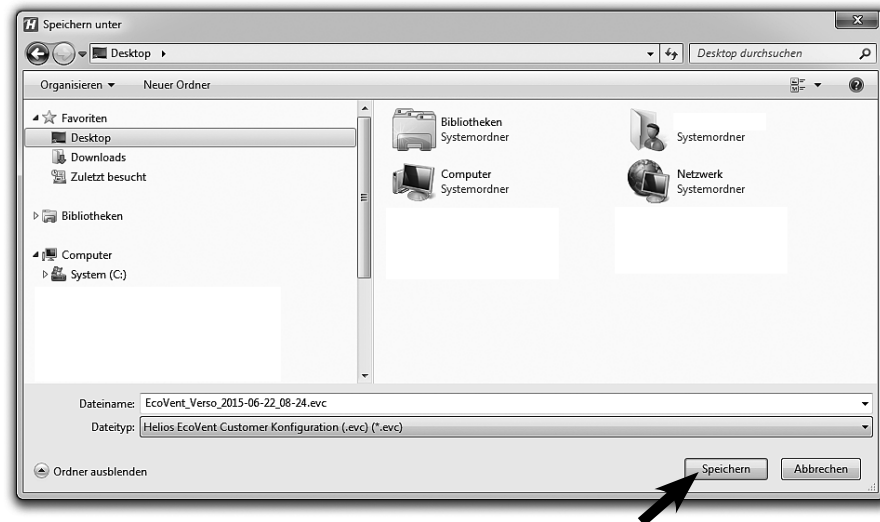 Speichern unter
Desktop
Desktop durchsuchen
Organisieren
Neuer Ordner
Favoriten
Desktop
Downloads
Zuletzt besucht
Bibliotheken
Computer
System (C:)
Bibliotheken
Systemordner
Systemordner
Computer
Systemordner
Netzwerk
Systemordner
Dateiname: EcoVent_Verso_2015-06-22_08-24.evc
Dateityp: Helios EcoVent Customer Konfiguration (.evc) (*.evc)
Ordner ausblenden
Speichern
Abbrechen